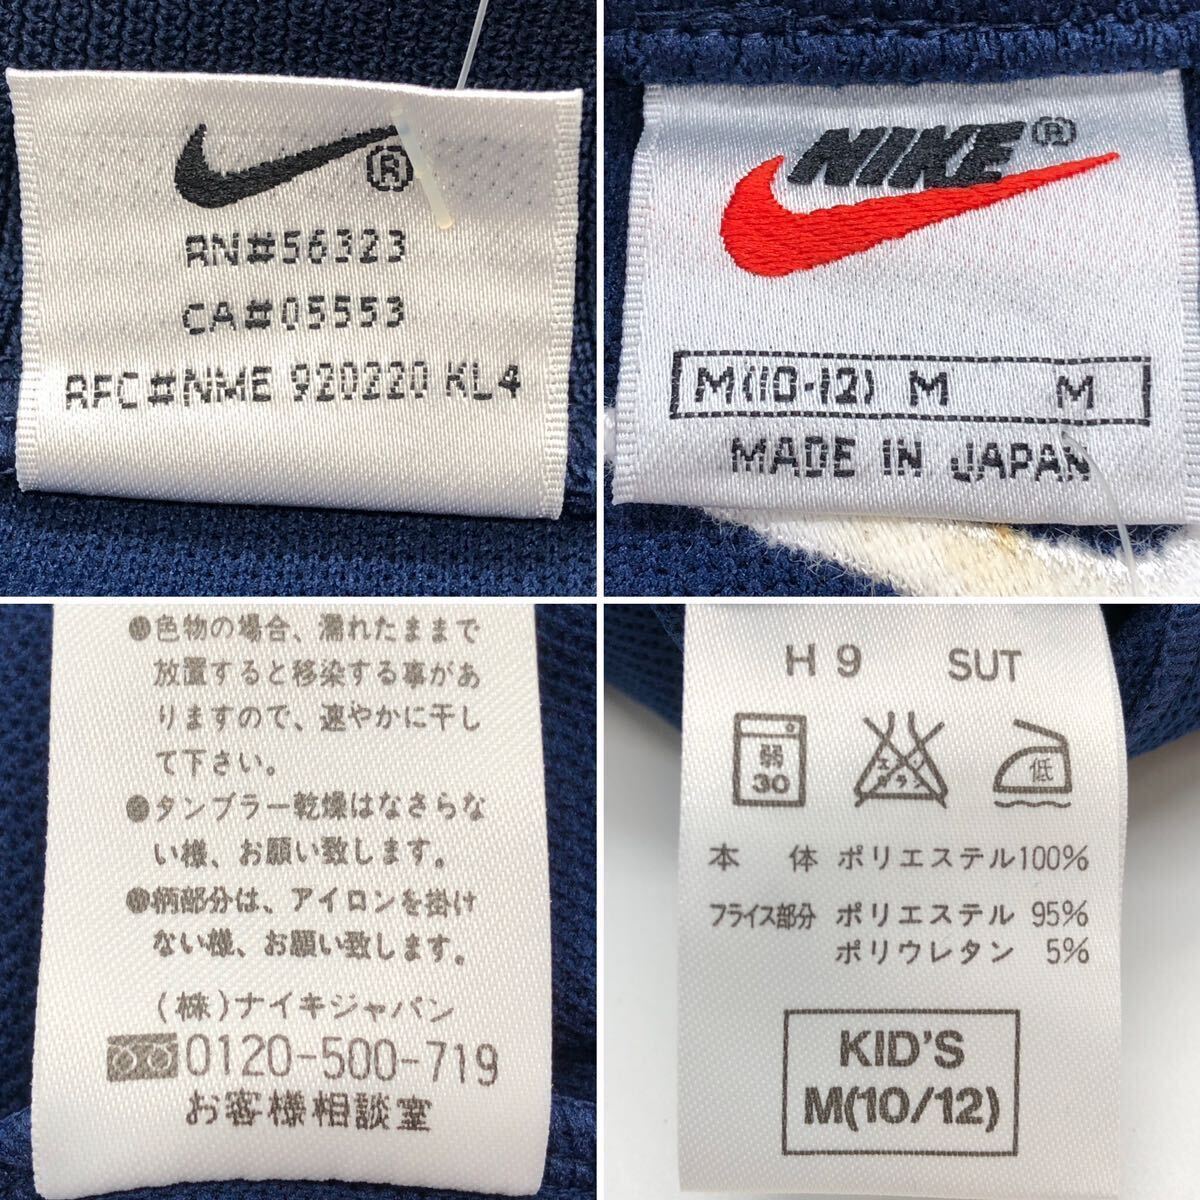 ®
RN#56323
CA#05553
RFC#NME 920220 KL4
NIKE®
M(10-12) M M
MADE IN JAPAN
●色物の場合、濡れたままで
放置すると移染する事があ
りますので、速やかに干し
て下さい。
●タンブラー乾燥はなさらな
い様、お願い致します。
●柄部分は、アイロンを掛け
ない様、お願い致します。
(株)ナイキジャパン
0120-500-719
お客様相談室
H9 SUT
弱
30
エンソ
サラシ
低
本 体 ポリエステル100%
フライス部分 ポリエステル 95%
ポリウレタン 5%
KID'S
M(10/12)